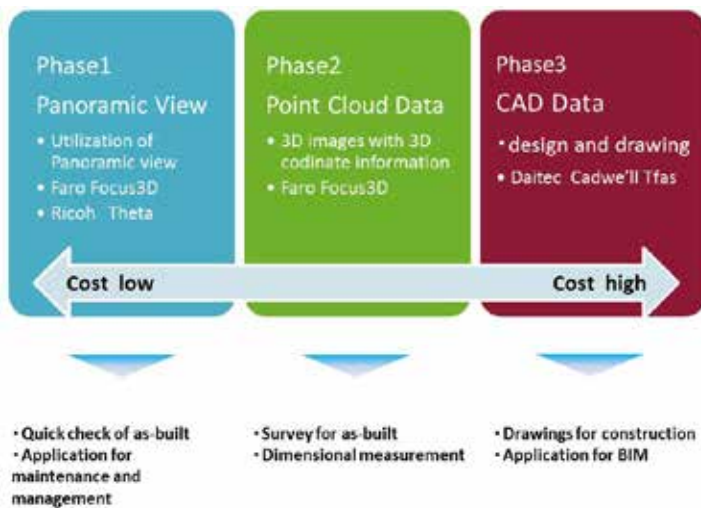 Phase1
Panoramic View
• Utilization of
Panoramic view
• Faro Focus3D
• Ricoh Theta
Phase2
Point Cloud Data
• 3D images with 3D
codinate information
• Faro Focus3D
Phase3
CAD Data
・design and drawing
• Daitec Cadwe'll Tfas
Cost low
Cost high
・Quick check of as-built
・Application for
maintenance and
management
・Survey for as-built
・Dimensional measurement
・Drawings for construction
・Application for BIM